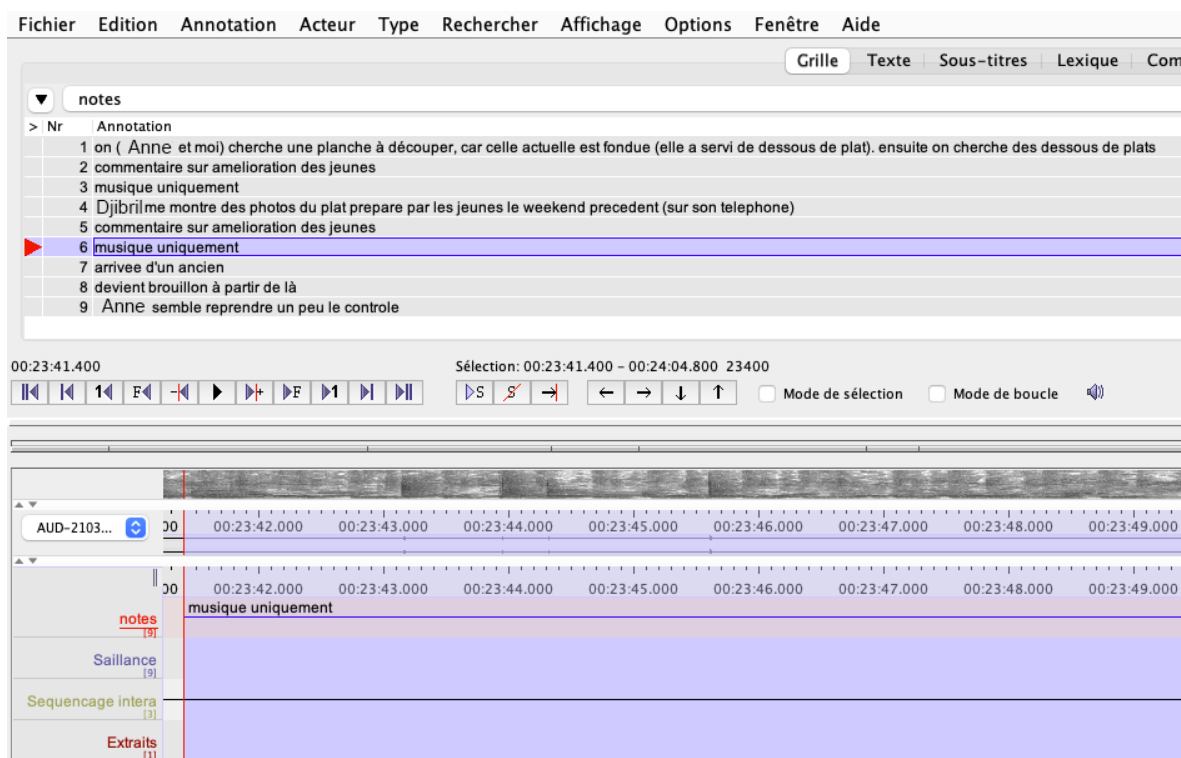 Fichier Edition Annotation Acteur Type Rechercher Affichage Options Fenêtre Aide
Grille Texte Sous-titres Lexique Com
notes
> Nr Annotation
1 on ( Anne et moi) cherche une planche à découper, car celle actuelle est fondue (elle a servi de dessous de plat). ensuite on cherche des dessous de plats
2 commentaire sur amelioration des jeunes
3 musique uniquement
4 Djibril me montre des photos du plat prepare par les jeunes le weekend precedent (sur son telephone)
5 commentaire sur amelioration des jeunes
6 musique uniquement
7 arrivee d'un ancien
8 devient brouillon à partir de là
9 Anne semble reprendre un peu le controle
00:23:41.400 Sélection: 00:23:41.400 - 00:24:04.800 23400
1 F + F 1 S S Mode de sélection Mode de boucle
AUD-2103... 00 00:23:42.000 00:23:43.000 00:23:44.000 00:23:45.000 00:23:46.000 00:23:47.000 00:23:48.000 00:23:49.000
00 00:23:42.000 00:23:43.000 00:23:44.000 00:23:45.000 00:23:46.000 00:23:47.000 00:23:48.000 00:23:49.000
musique uniquement
notes
[9]
Saillance
[9]
Sequencage intera
[3]
Extraits
[1]